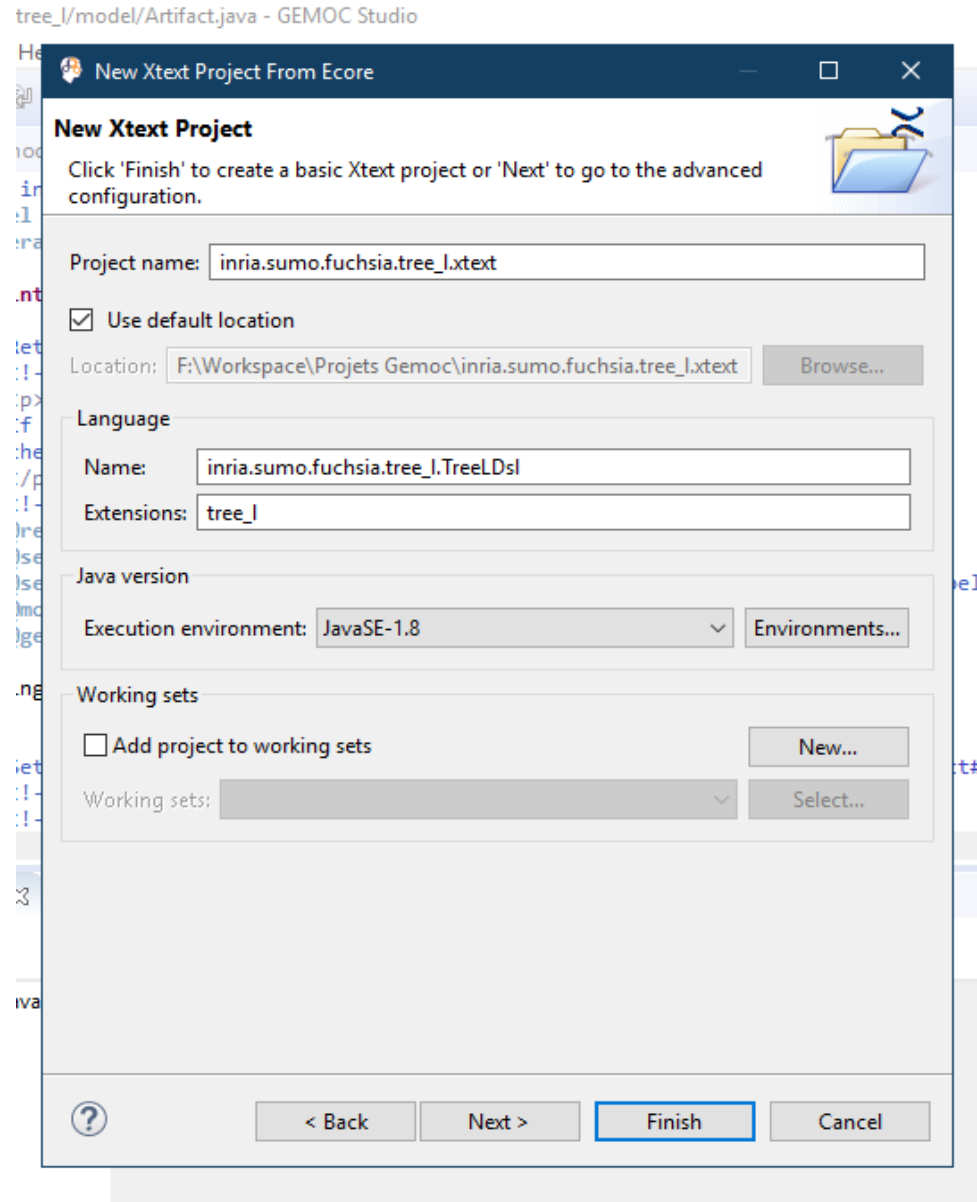 tree_l/model/Artifact.java - GEMOC Studio
He
New Xtext Project From Ecore
New Xtext Project
Click 'Finish' to create a basic Xtext project or 'Next' to go to the advanced
configuration.
Project name: inria.sumo.fuchsia.tree_l.xtext
Use default location
Location: F:\Workspace\Projets Gemoc\inria.sumo.fuchsia.tree_l.xtext Browse...
Language
Name: inria.sumo.fuchsia.tree_l.TreeLDsl
Extensions: tree_l
Java version
Execution environment: JavaSE-1.8 Environments...
Working sets
Add project to working sets New...
Working sets: Select...
? < Back Next > Finish Cancel